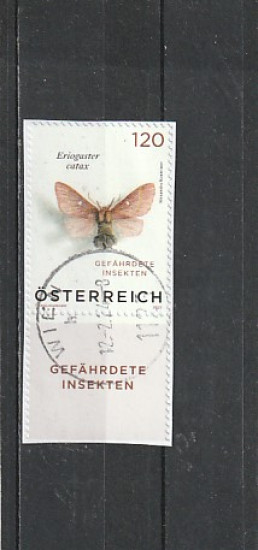 120
Eriogaster
catax
GEFÄHRDETE
INSEKTEN
ÖSTERREICH
WIEN
GEFÄHRDETE
INSEKTEN